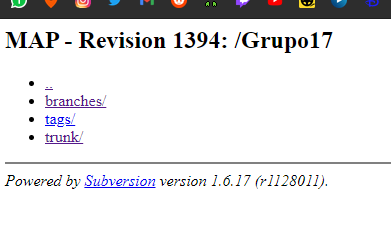 MAP - Revision 1394: /Grupo17
..
branches/
tags/
trunk/
Powered by Subversion version 1.6.17 (r1128011).